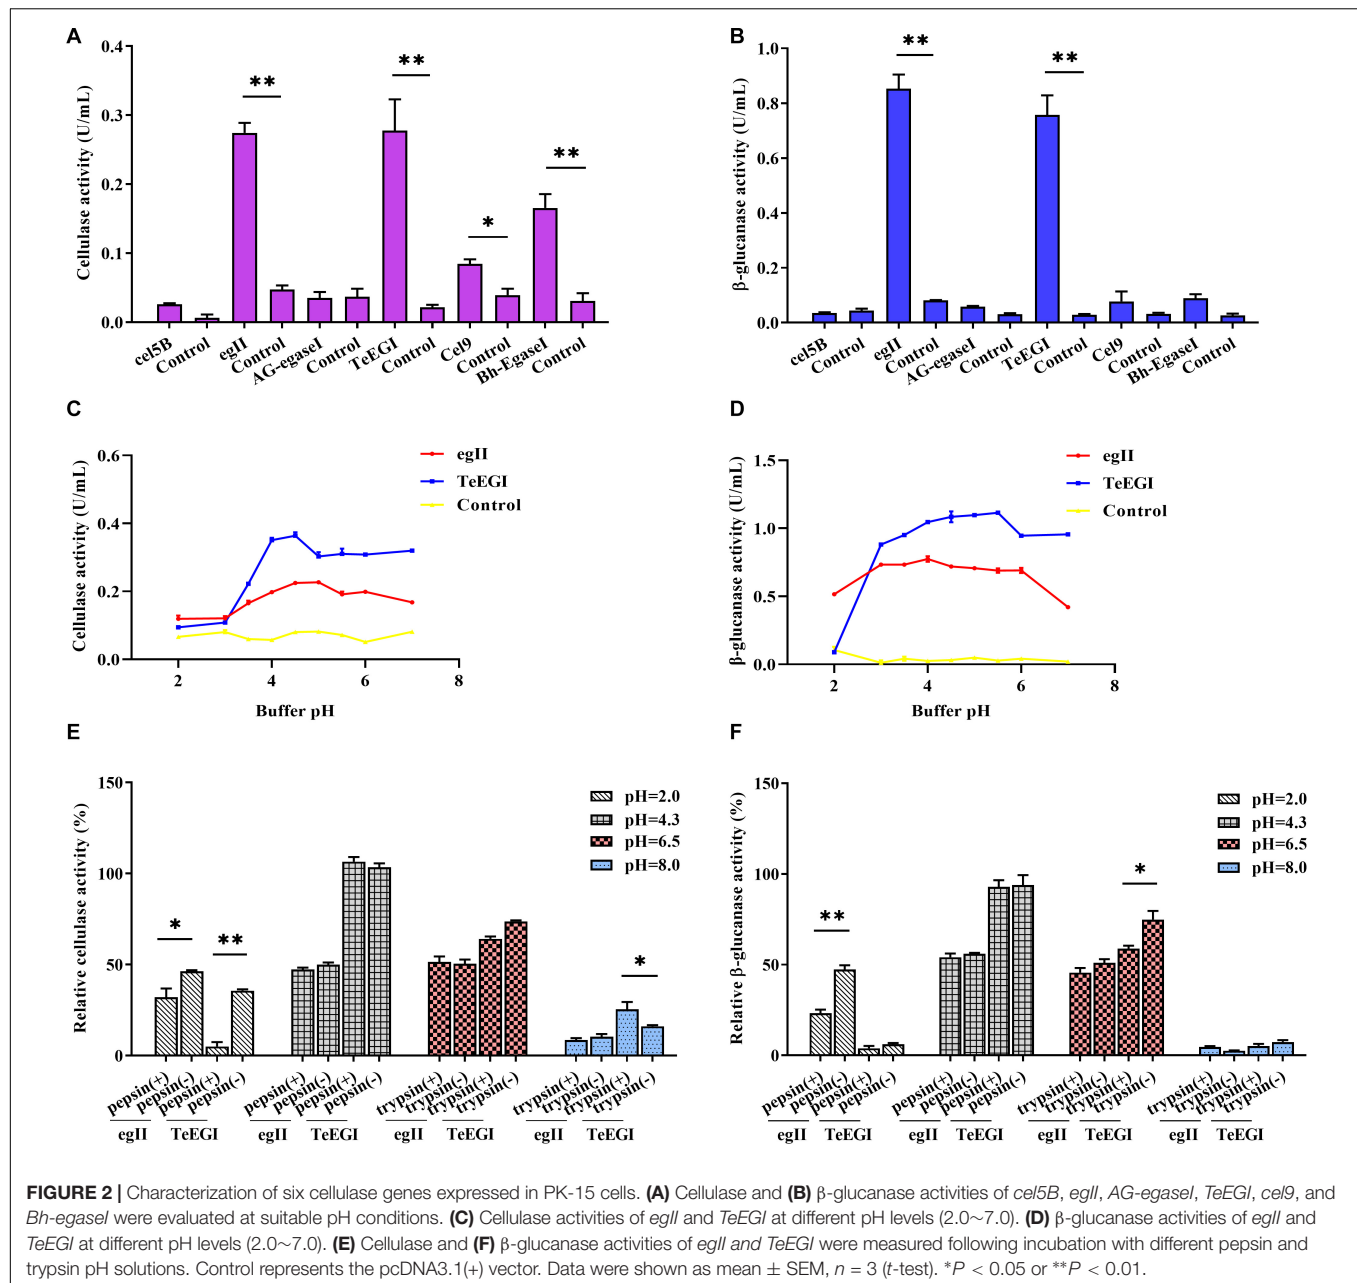 A
Cellulase activity (U/mL)
0.4
0.3
0.2
0.1
0.0
** ** * **
cel5B Control egII Control AG-egaseI Control TeEGI Control Cel9 Control Bh-EgaseI Control
B
β-glucanase activity (U/mL)
1.0
0.8
0.6
0.4
0.2
0.0
** **
cel5B Control egII Control AG-egaseI Control TeEGI Control Cel9 Control Bh-EgaseI Control
C
Cellulase activity (U/mL)
0.6
0.4
0.2
0.0
egII
TeEGI
Control
2 4 6 8
Buffer pH
D
β-glucanase activity (U/mL)
1.5
1.0
0.5
0.0
egII
TeEGI
Control
2 4 6 8
Buffer pH
E
Relative cellulase activity (%)
150
100
50
0
pH=2.0
pH=4.3
pH=6.5
pH=8.0
* ** *
pepsin(+) pepsin(-) pepsin(+) pepsin(-) pepsin(+) pepsin(-) pepsin(+) pepsin(-) trypsin(+) trypsin(-) trypsin(+) trypsin(-) trypsin(+) trypsin(-) trypsin(+) trypsin(-)
egII TeEGI egII TeEGI egII TeEGI egII TeEGI
F
Relative β-glucanase activity (%)
150
100
50
0
pH=2.0
pH=4.3
pH=6.5
pH=8.0
** *
pepsin(+) pepsin(-) pepsin(+) pepsin(-) pepsin(+) pepsin(-) pepsin(+) pepsin(-) trypsin(+) trypsin(-) trypsin(+) trypsin(-) trypsin(+) trypsin(-) trypsin(+) trypsin(-)
egII TeEGI egII TeEGI egII TeEGI egII TeEGI
FIGURE 2 | Characterization of six cellulase genes expressed in PK-15 cells. (A) Cellulase and (B) β-glucanase activities of cel5B, egII, AG-egaseI, TeEGI, cel9, and
Bh-egaseI were evaluated at suitable pH conditions. (C) Cellulase activities of egII and TeEGI at different pH levels (2.0~7.0). (D) β-glucanase activities of egII and
TeEGI at different pH levels (2.0~7.0). (E) Cellulase and (F) β-glucanase activities of egII and TeEGI were measured following incubation with different pepsin and
trypsin pH solutions. Control represents the pcDNA3.1(+) vector. Data were shown as mean ± SEM, n = 3 (t-test). *P < 0.05 or **P < 0.01.